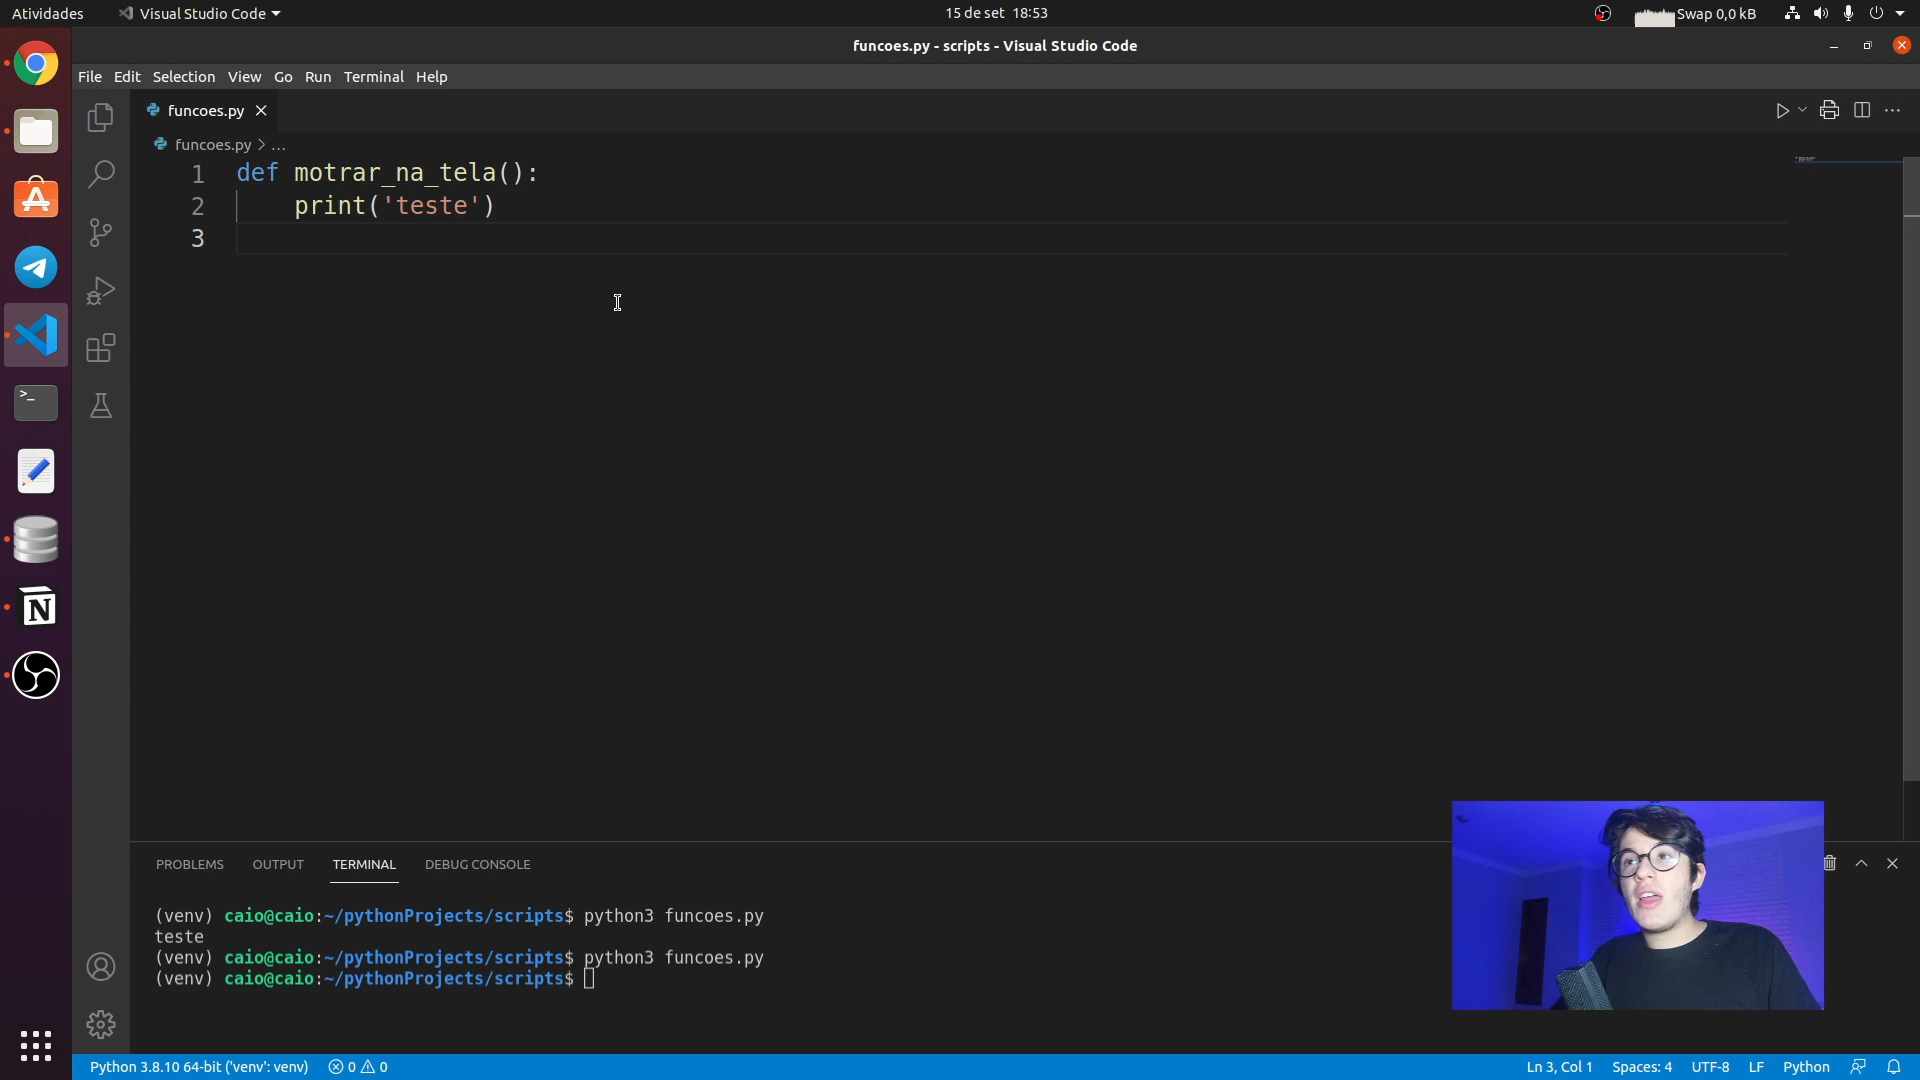 Atividades
Visual Studio Code
15 de set 18:53
Swap 0,0 kB
funcoes.py - scripts - Visual Studio Code
File Edit Selection View Go Run Terminal Help
funcoes.py
funcoes.py > ...
1 def motrar_na_tela():
2 print('teste')
3
PROBLEMS OUTPUT TERMINAL DEBUG CONSOLE
(venv) caio@caio:~/pythonProjects/scripts$ python3 funcoes.py
teste
(venv) caio@caio:~/pythonProjects/scripts$ python3 funcoes.py
(venv) caio@caio:~/pythonProjects/scripts$
Python 3.8.10 64-bit ('venv': venv) 0 0 Ln 3, Col 1 Spaces: 4 UTF-8 LF Python